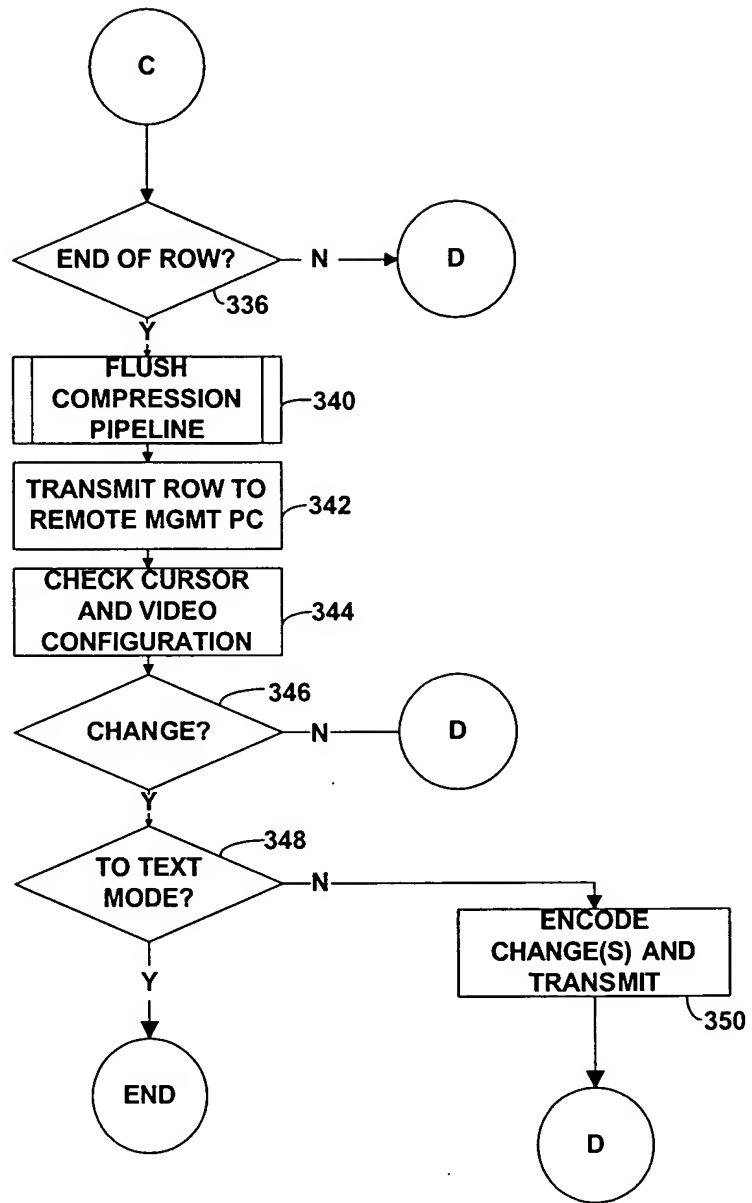 C
END OF ROW?
N
D
336
Y
FLUSH
COMPRESSION
PIPELINE
340
TRANSMIT ROW TO
REMOTE MGMT PC
342
CHECK CURSOR
AND VIDEO
CONFIGURATION
344
346
CHANGE?
N
D
Y
348
TO TEXT
MODE?
N
ENCODE
CHANGE(S) AND
TRANSMIT
350
Y
END
D